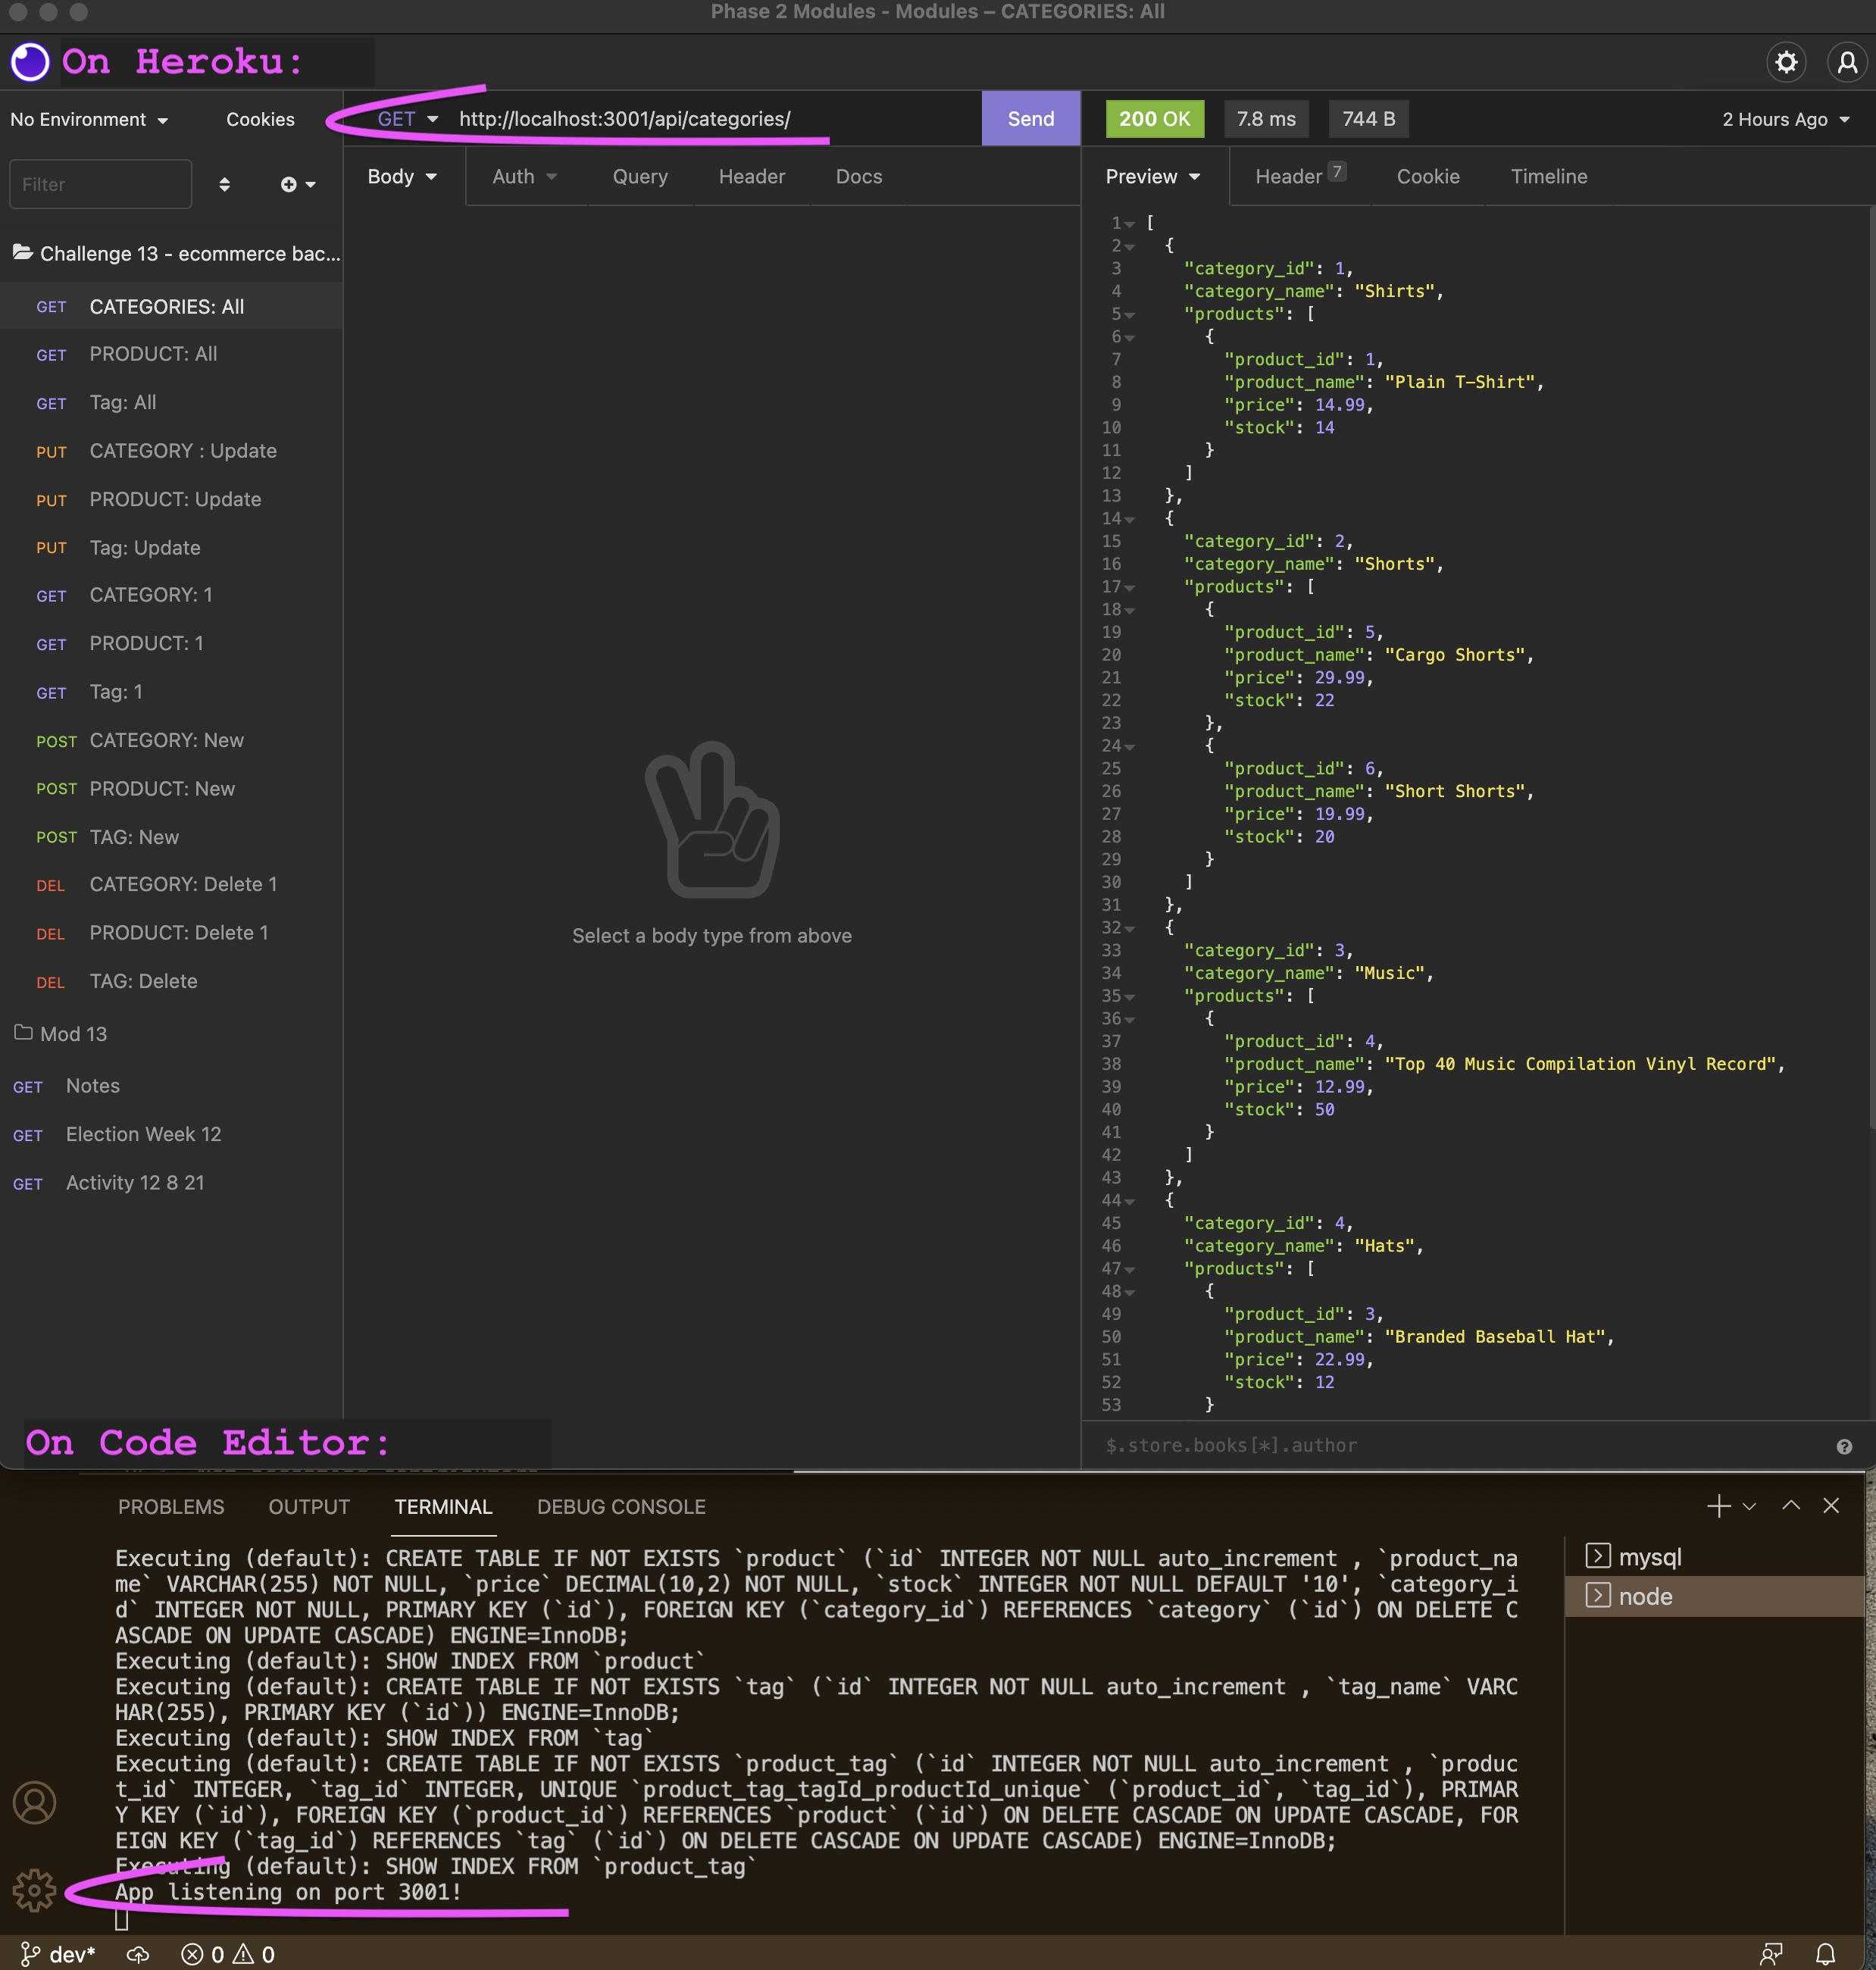 Phase 2 Modules - Modules – CATEGORIES: All
On Heroku:
No Environment
Cookies
GET
http://localhost:3001/api/categories/
Send
200 OK
7.8 ms
744 B
2 Hours Ago
Filter
Body
Auth
Query
Header
Docs
Preview
Header 7
Cookie
Timeline
Challenge 13 - ecommerce bac...
GET CATEGORIES: All
GET PRODUCT: All
GET Tag: All
PUT CATEGORY : Update
PUT PRODUCT: Update
PUT Tag: Update
GET CATEGORY: 1
GET PRODUCT: 1
GET Tag: 1
POST CATEGORY: New
POST PRODUCT: New
POST TAG: New
DEL CATEGORY: Delete 1
DEL PRODUCT: Delete 1
DEL TAG: Delete
Mod 13
GET Notes
GET Election Week 12
GET Activity 12 8 21
Select a body type from above
1 [
2 {
3 "category_id": 1,
4 "category_name": "Shirts",
5 "products": [
6 {
7 "product_id": 1,
8 "product_name": "Plain T-Shirt",
9 "price": 14.99,
10 "stock": 14
11 }
12 ]
13 },
14 {
15 "category_id": 2,
16 "category_name": "Shorts",
17 "products": [
18 {
19 "product_id": 5,
20 "product_name": "Cargo Shorts",
21 "price": 29.99,
22 "stock": 22
23 },
24 {
25 "product_id": 6,
26 "product_name": "Short Shorts",
27 "price": 19.99,
28 "stock": 20
29 }
30 ]
31 },
32 {
33 "category_id": 3,
34 "category_name": "Music",
35 "products": [
36 {
37 "product_id": 4,
38 "product_name": "Top 40 Music Compilation Vinyl Record",
39 "price": 12.99,
40 "stock": 50
41 }
42 ]
43 },
44 {
45 "category_id": 4,
46 "category_name": "Hats",
47 "products": [
48 {
49 "product_id": 3,
50 "product_name": "Branded Baseball Hat",
51 "price": 22.99,
52 "stock": 12
53 }
$.store.books[*].author
On Code Editor:
PROBLEMS
OUTPUT
TERMINAL
DEBUG CONSOLE
Executing (default): CREATE TABLE IF NOT EXISTS `product` (`id` INTEGER NOT NULL auto_increment , `product_na
me` VARCHAR(255) NOT NULL, `price` DECIMAL(10,2) NOT NULL, `stock` INTEGER NOT NULL DEFAULT '10', `category_i
d` INTEGER NOT NULL, PRIMARY KEY (`id`), FOREIGN KEY (`category_id`) REFERENCES `category` (`id`) ON DELETE C
ASCADE ON UPDATE CASCADE) ENGINE=InnoDB;
Executing (default): SHOW INDEX FROM `product`
Executing (default): CREATE TABLE IF NOT EXISTS `tag` (`id` INTEGER NOT NULL auto_increment , `tag_name` VARC
HAR(255), PRIMARY KEY (`id`)) ENGINE=InnoDB;
Executing (default): SHOW INDEX FROM `tag`
Executing (default): CREATE TABLE IF NOT EXISTS `product_tag` (`id` INTEGER NOT NULL auto_increment , `produc
t_id` INTEGER, `tag_id` INTEGER, UNIQUE `product_tag_tagId_productId_unique` (`product_id`, `tag_id`), PRIMAR
Y KEY (`id`), FOREIGN KEY (`product_id`) REFERENCES `product` (`id`) ON DELETE CASCADE ON UPDATE CASCADE, FOR
EIGN KEY (`tag_id`) REFERENCES `tag` (`id`) ON DELETE CASCADE ON UPDATE CASCADE) ENGINE=InnoDB;
Executing (default): SHOW INDEX FROM `product_tag`
App listening on port 3001!
mysql
node
dev*
0
0